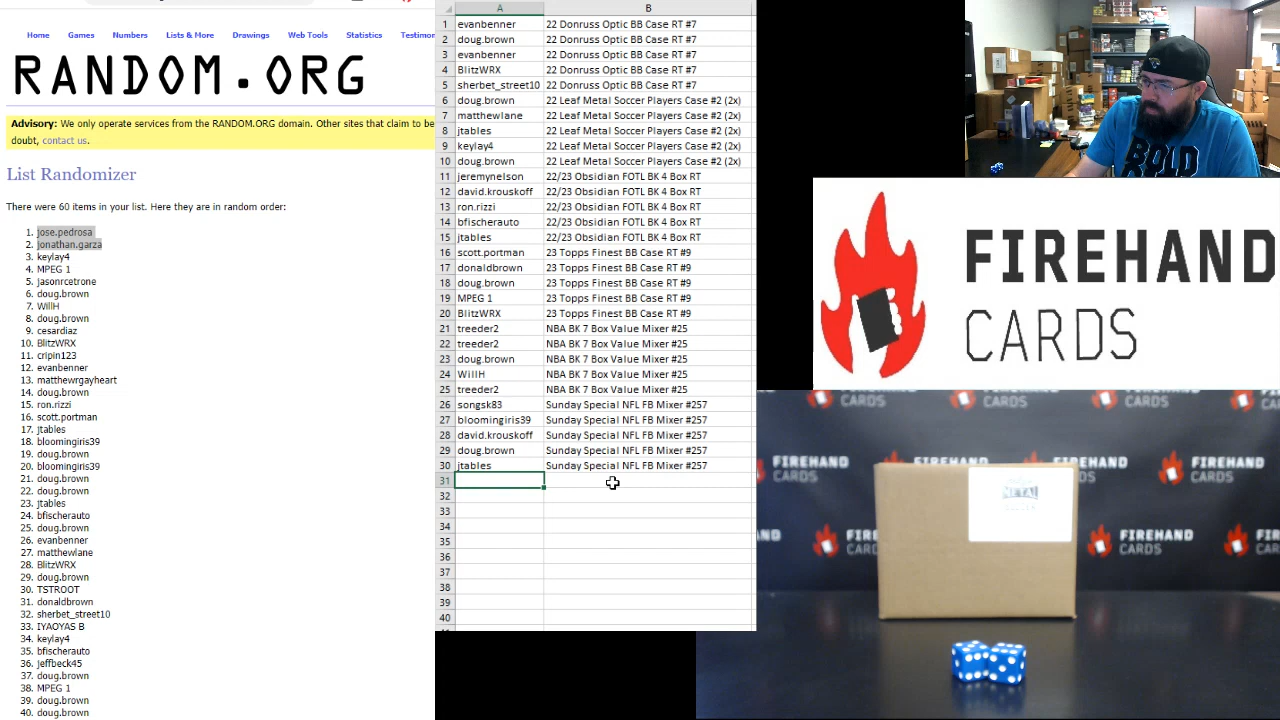 Home Games Numbers Lists & More Drawings Web Tools Statistics Testimor
RANDOM.ORG
Advisory: We only operate services from the RANDOM.ORG domain. Other sites that claim to be
doubt, contact us.
List Randomizer
There were 60 items in your list. Here they are in random order:
1. jose.pedrosa
2. jonathan.garza
3. keylay4
4. MPEG 1
5. jasonrcetrone
6. doug.brown
7. WillH
8. doug.brown
9. cesardiaz
10. BlitzWRX
11. cripin123
12. evanbenner
13. matthewrgayheart
14. doug.brown
15. ron.rizzi
16. scott.portman
17. jtables
18. bloomingiris39
19. doug.brown
20. bloomingiris39
21. doug.brown
22. doug.brown
23. jtables
24. bfischerauto
25. doug.brown
26. evanbenner
27. matthewlane
28. BlitzWRX
29. doug.brown
30. TSTROOT
31. donaldbrown
32. sherbet_street10
33. IYAOYAS B
34. keylay4
35. bfischerauto
36. jeffbeck45
37. doug.brown
38. MPEG 1
39. doug.brown
40. doug.brown
A B
1 evanbenner 22 Donruss Optic BB Case RT #7
2 doug.brown 22 Donruss Optic BB Case RT #7
3 evanbenner 22 Donruss Optic BB Case RT #7
4 BlitzWRX 22 Donruss Optic BB Case RT #7
5 sherbet_street10 22 Donruss Optic BB Case RT #7
6 doug.brown 22 Leaf Metal Soccer Players Case #2 (2x)
7 matthewlane 22 Leaf Metal Soccer Players Case #2 (2x)
8 jtables 22 Leaf Metal Soccer Players Case #2 (2x)
9 keylay4 22 Leaf Metal Soccer Players Case #2 (2x)
10 doug.brown 22 Leaf Metal Soccer Players Case #2 (2x)
11 jeremynelson 22/23 Obsidian FOTL BK 4 Box RT
12 david.krouskoff 22/23 Obsidian FOTL BK 4 Box RT
13 ron.rizzi 22/23 Obsidian FOTL BK 4 Box RT
14 bfischerauto 22/23 Obsidian FOTL BK 4 Box RT
15 jtables 22/23 Obsidian FOTL BK 4 Box RT
16 scott.portman 23 Topps Finest BB Case RT #9
17 donaldbrown 23 Topps Finest BB Case RT #9
18 doug.brown 23 Topps Finest BB Case RT #9
19 MPEG 1 23 Topps Finest BB Case RT #9
20 BlitzWRX 23 Topps Finest BB Case RT #9
21 treeder2 NBA BK 7 Box Value Mixer #25
22 treeder2 NBA BK 7 Box Value Mixer #25
23 doug.brown NBA BK 7 Box Value Mixer #25
24 WillH NBA BK 7 Box Value Mixer #25
25 treeder2 NBA BK 7 Box Value Mixer #25
26 songsk83 Sunday Special NFL FB Mixer #257
27 bloomingiris39 Sunday Special NFL FB Mixer #257
28 david.krouskoff Sunday Special NFL FB Mixer #257
29 doug.brown Sunday Special NFL FB Mixer #257
30 jtables Sunday Special NFL FB Mixer #257
31
32
33
34
35
36
37
38
39
40
BOLD
FIREHAND
CARDS
FIREHAND
CARDS
FIREHAND
CARDS
METAL